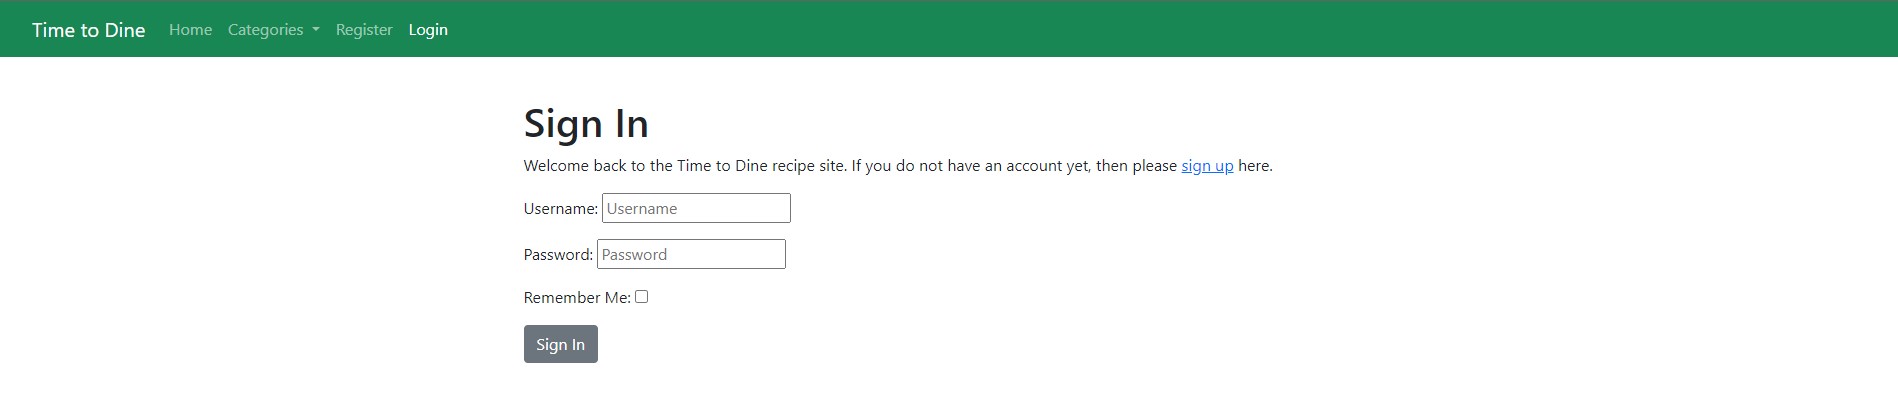 Time to Dine Home Categories Register Login
Sign In
Welcome back to the Time to Dine recipe site. If you do not have an account yet, then please sign up here.
Username: Username
Password: Password
Remember Me:
Sign In